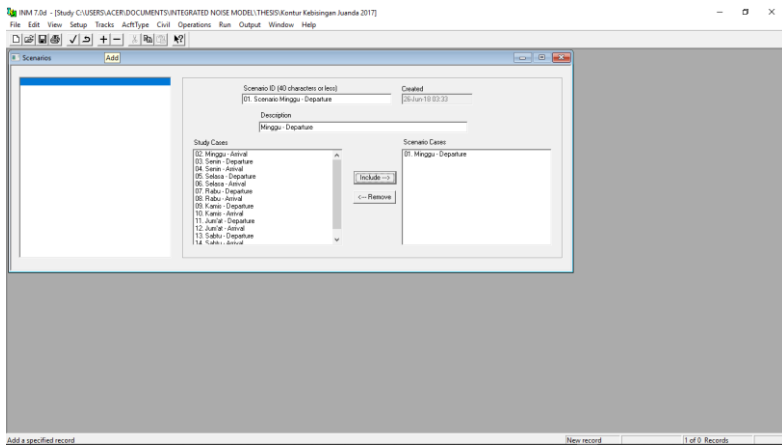 INM 7.0d - [Study C:\USERS\ACER\DOCUMENTS\INTEGRATED NOISE MODEL\THESIS\Kontur Kebisingan Juanda 2017]
File Edit View Setup Tracks AcftType Civil Operations Run Output Window Help
Scenarios
Add
Scenario ID (40 characters or less)
Created
01. Scenario Minggu - Departure
Description
Minggu - Departure
Study Cases
Scenario Cases
02. Minggu - Arrival
03. Senin - Departure
04. Senin - Arrival
05. Selasa - Departure
06. Selasa - Arrival
07. Rabu - Departure
08. Rabu - Arrival
09. Kamis - Departure
10. Kamis - Arrival
11. Jum'at - Departure
12. Jum'at - Arrival
13. Sabtu - Departure
14. Sabtu - Arrival
Include -->
<-- Remove
01. Minggu - Departure
Add a specified record
New record
1 of 0 Records